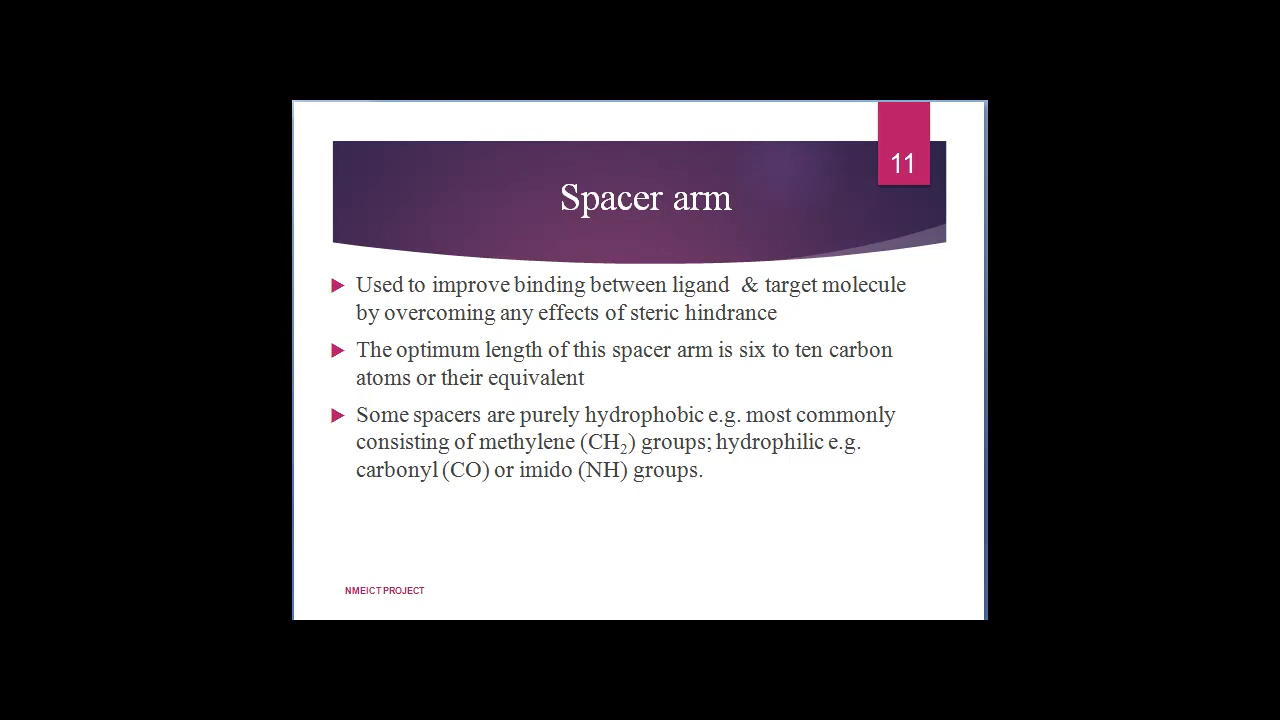 11
Spacer arm
Used to improve binding between ligand & target molecule
by overcoming any effects of steric hindrance
The optimum length of this spacer arm is six to ten carbon
atoms or their equivalent
Some spacers are purely hydrophobic e.g. most commonly
consisting of methylene (CH₂) groups; hydrophilic e.g.
carbonyl (CO) or imido (NH) groups.
NMEICT PROJECT